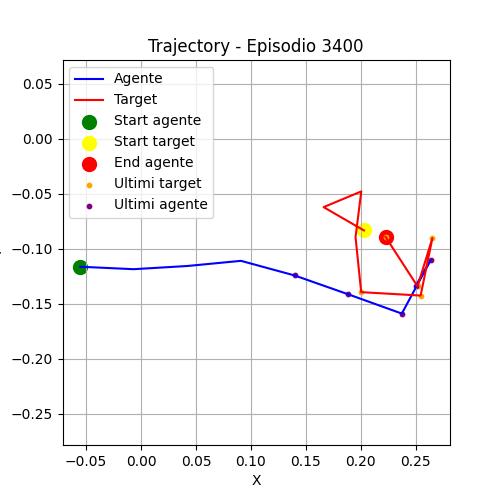 Trajectory - Episodio 3400
Agente
Target
Start agente
Start target
End agente
Ultimi target
Ultimi agente
0.05
0.00
−0.05
−0.10
−0.15
−0.20
−0.25
−0.05
0.00
0.05
0.10
0.15
0.20
0.25
X